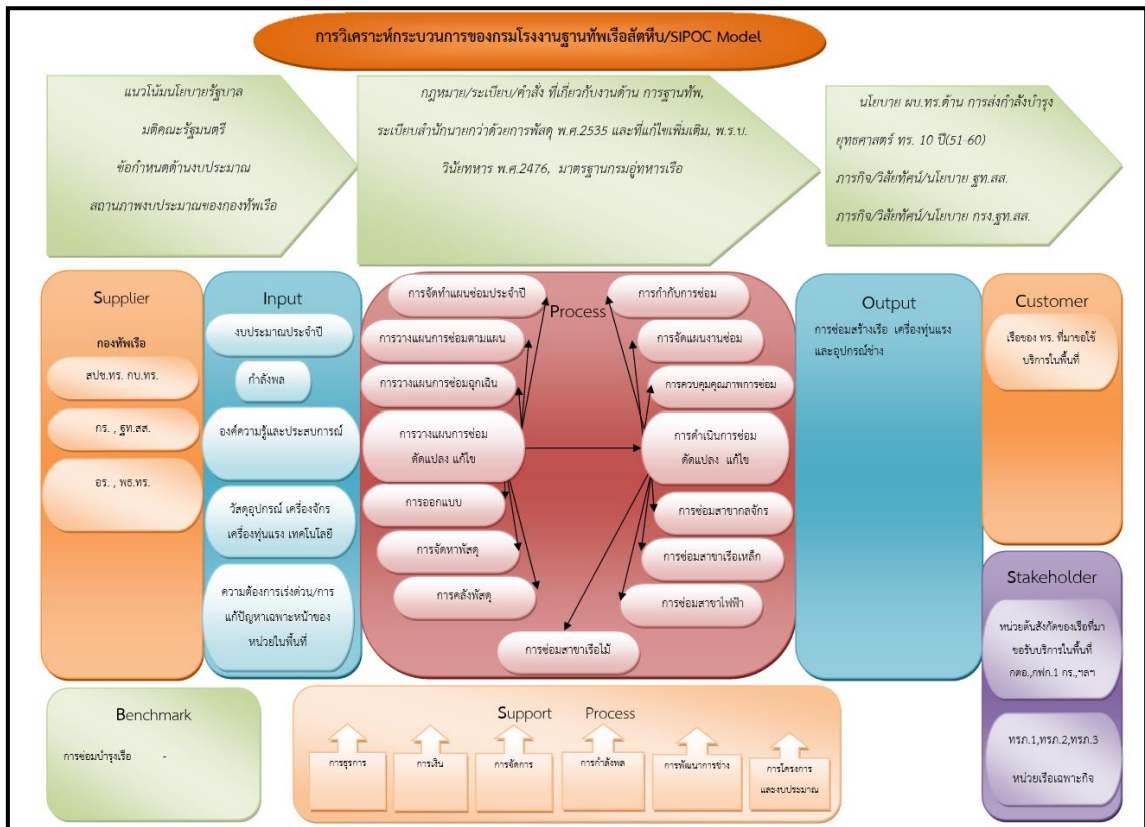 การวิเคราะห์กระบวนการของกรมโรงงานฐานทัพเรือสัตหีบ/SIPOC Model
แนวโน้มนโยบายรัฐบาล
มติคณะรัฐมนตรี
ข้อกำหนดด้านงบประมาณ
สถานภาพงบประมาณของกองทัพเรือ
กฎหมาย/ระเบียบ/คำสั่ง ที่เกี่ยวกับงานด้าน การฐานทัพ,
ระเบียบสำนักนายกว่าด้วยการพัสดุ พ.ศ.2535 และที่แก้ไขเพิ่มเติม, พ.ร.บ.
วินัยทหาร พ.ศ.2476, มาตรฐานกรมอู่ทหารเรือ
นโยบาย ผบ.ทร.ด้าน การส่งกำลังบำรุง
ยุทธศาสตร์ ทร. 10 ปี(51-60)
ภารกิจ/วิสัยทัศน์/นโยบาย ฐท.สส.
ภารกิจ/วิสัยทัศน์/นโยบาย กรง.ฐท.สส.
Supplier
กองทัพเรือ
สปช.ทร. กบ.ทร.
กร. , ฐท.สส.
อร. , พธ.ทร.
Input
งบประมาณประจำปี
กำลังพล
องค์ความรู้และประสบการณ์
วัสดุอุปกรณ์ เครื่องจักร
เครื่องทุ่นแรง เทคโนโลยี
ความต้องการเร่งด่วน/การ
แก้ปัญหาเฉพาะหน้าของ
หน่วยในพื้นที่
Process
การจัดทำแผนซ่อมประจำปี
การวางแผนการซ่อมตามแผน
การวางแผนการซ่อมฉุกเฉิน
การวางแผนการซ่อม
ดัดแปลง แก้ไข
การออกแบบ
การจัดหาพัสดุ
การคลังพัสดุ
การกำกับการซ่อม
การจัดแผนงานซ่อม
การควบคุมคุณภาพการซ่อม
การดำเนินการซ่อม
ดัดแปลง แก้ไข
การซ่อมสาขากลจักร
การซ่อมสาขาเรือเหล็ก
การซ่อมสาขาไฟฟ้า
การซ่อมสาขาเรือไม้
Output
การซ่อมสร้างเรือ เครื่องทุ่นแรง
และอุปกรณ์ช่าง
Customer
เรือของ ทร. ที่มาขอใช้
บริการในพื้นที่
Stakeholder
หน่วยต้นสังกัดของเรือที่มา
ขอรับบริการในพื้นที่
กตอ.,กฟก.1 กร.,ฯลฯ
ทรภ.1,ทรภ.2,ทรภ.3
หน่วยเรือเฉพาะกิจ
Benchmark
การซ่อมบำรุงเรือ -
Support Process
การธุรการ
การเงิน
การจัดการ
การกำลังพล
การพัฒนาการช่าง
การโครงการ
และงบประมาณ